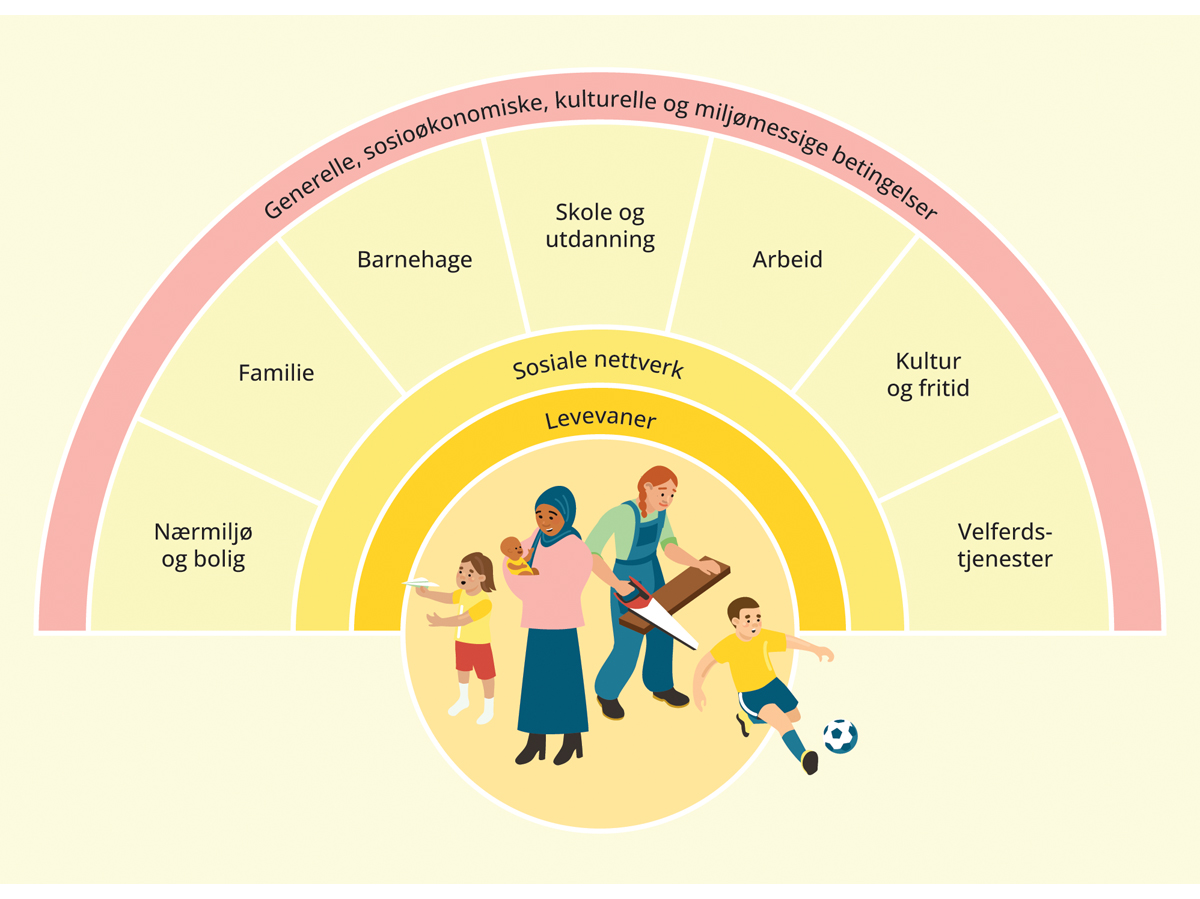 Generelle, sosioøkonomiske, kulturelle og miljømessige betingelser
Nærmiljø
og bolig
Familie
Barnehage
Skole og
utdanning
Arbeid
Kultur
og fritid
Velferds-
tjenester
Sosiale nettverk
Levevaner